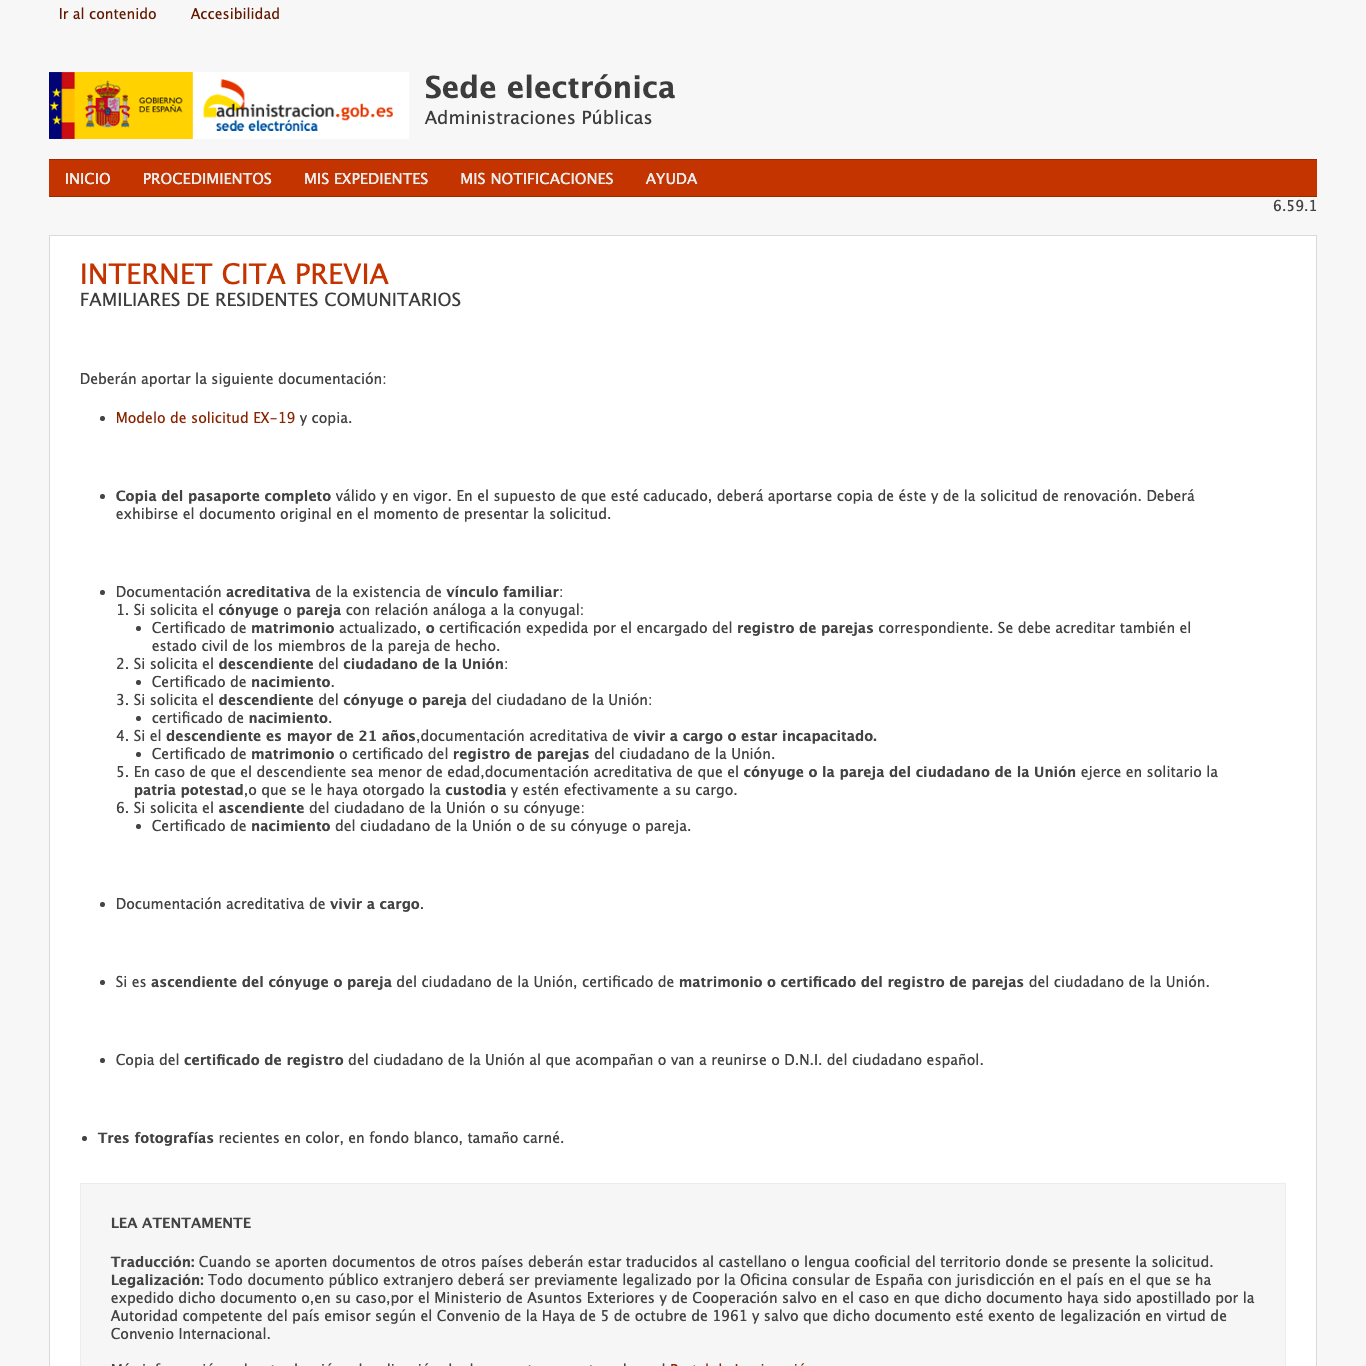 Ir al contenido Accesibilidad
GOBIERNO
DE ESPAÑA
administracion.gob.es
sede electrónica
Sede electrónica
Administraciones Públicas
INICIO PROCEDIMIENTOS MIS EXPEDIENTES MIS NOTIFICACIONES AYUDA
6.59.1
INTERNET CITA PREVIA
FAMILIARES DE RESIDENTES COMUNITARIOS
Deberán aportar la siguiente documentación:
• Modelo de solicitud EX-19 y copia.
• Copia del pasaporte completo válido y en vigor. En el supuesto de que esté caducado, deberá aportarse copia de éste y de la solicitud de renovación. Deberá
exhibirse el documento original en el momento de presentar la solicitud.
• Documentación acreditativa de la existencia de vínculo familiar:
1. Si solicita el cónyuge o pareja con relación análoga a la conyugal:
• Certificado de matrimonio actualizado, o certificación expedida por el encargado del registro de parejas correspondiente. Se debe acreditar también el
estado civil de los miembros de la pareja de hecho.
2. Si solicita el descendiente del ciudadano de la Unión:
• Certificado de nacimiento.
3. Si solicita el descendiente del cónyuge o pareja del ciudadano de la Unión:
• certificado de nacimiento.
4. Si el descendiente es mayor de 21 años,documentación acreditativa de vivir a cargo o estar incapacitado.
• Certificado de matrimonio o certificado del registro de parejas del ciudadano de la Unión.
5. En caso de que el descendiente sea menor de edad,documentación acreditativa de que el cónyuge o la pareja del ciudadano de la Unión ejerce en solitario la
patria potestad,o que se le haya otorgado la custodia y estén efectivamente a su cargo.
6. Si solicita el ascendiente del ciudadano de la Unión o su cónyuge:
• Certificado de nacimiento del ciudadano de la Unión o de su cónyuge o pareja.
• Documentación acreditativa de vivir a cargo.
• Si es ascendiente del cónyuge o pareja del ciudadano de la Unión, certificado de matrimonio o certificado del registro de parejas del ciudadano de la Unión.
• Copia del certificado de registro del ciudadano de la Unión al que acompañan o van a reunirse o D.N.I. del ciudadano español.
• Tres fotografías recientes en color, en fondo blanco, tamaño carné.
LEA ATENTAMENTE
Traducción: Cuando se aporten documentos de otros países deberán estar traducidos al castellano o lengua cooficial del territorio donde se presente la solicitud.
Legalización: Todo documento público extranjero deberá ser previamente legalizado por la Oficina consular de España con jurisdicción en el país en el que se ha
expedido dicho documento o,en su caso,por el Ministerio de Asuntos Exteriores y de Cooperación salvo en el caso en que dicho documento haya sido apostillado por la
Autoridad competente del país emisor según el Convenio de la Haya de 5 de octubre de 1961 y salvo que dicho documento esté exento de legalización en virtud de
Convenio Internacional.